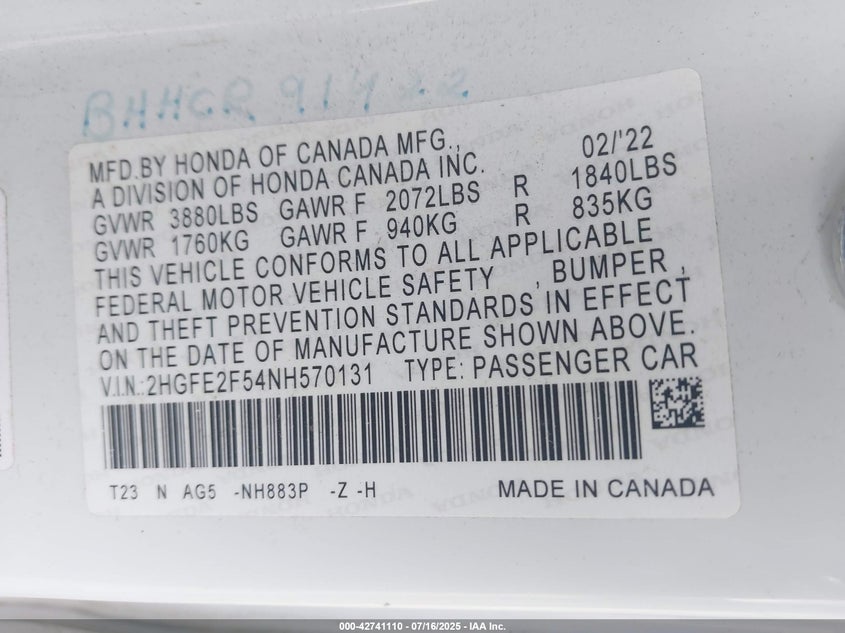 BHHCR 91422
MFD.BY HONDA OF CANADA MFG., 02/'22
A DIVISION OF HONDA CANADA INC.
GVWR 3880LBS GAWR F 2072LBS R 1840LBS
GVWR 1760KG GAWR F 940KG R 835KG
THIS VEHICLE CONFORMS TO ALL APPLICABLE
FEDERAL MOTOR VEHICLE SAFETY , BUMPER ,
AND THEFT PREVENTION STANDARDS IN EFFECT
ON THE DATE OF MANUFACTURE SHOWN ABOVE.
V.I.N.:2HGFE2F54NH570131 TYPE: PASSENGER CAR
T23 N AG5 -NH883P -Z -H MADE IN CANADA
000-42741110 - 07/16/2025 - IAA Inc.